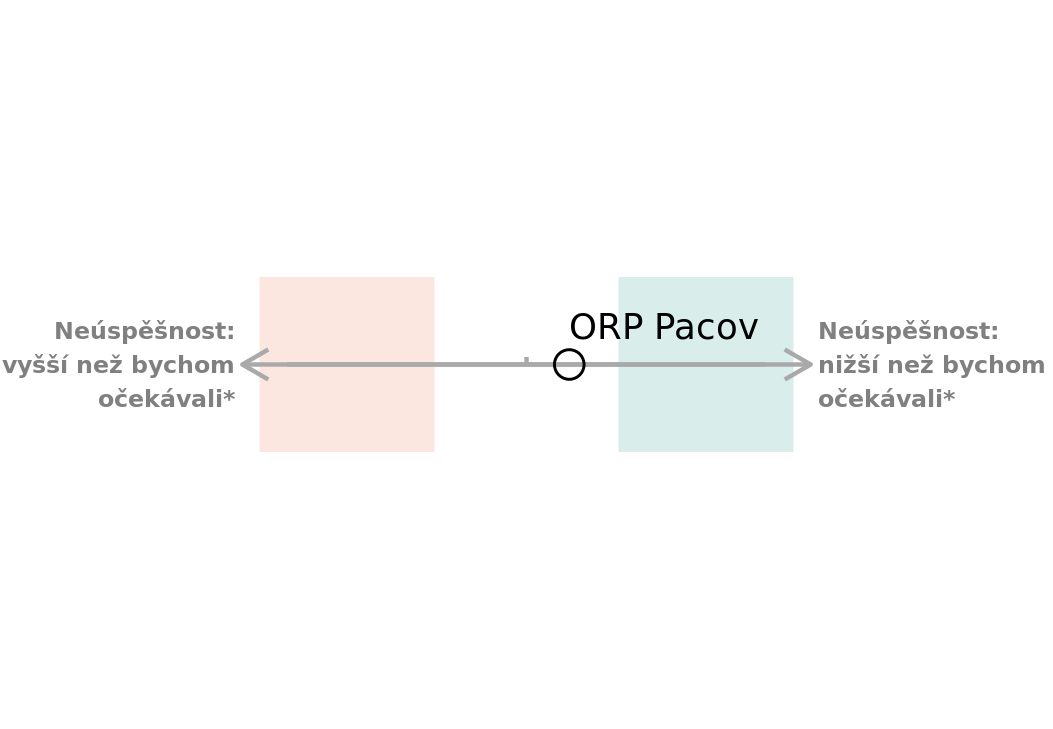 ORP Pacov
Neúspěšnost:
vyšší než bychom
očekávali*
Neúspěšnost:
nižší než bychom
očekávali*